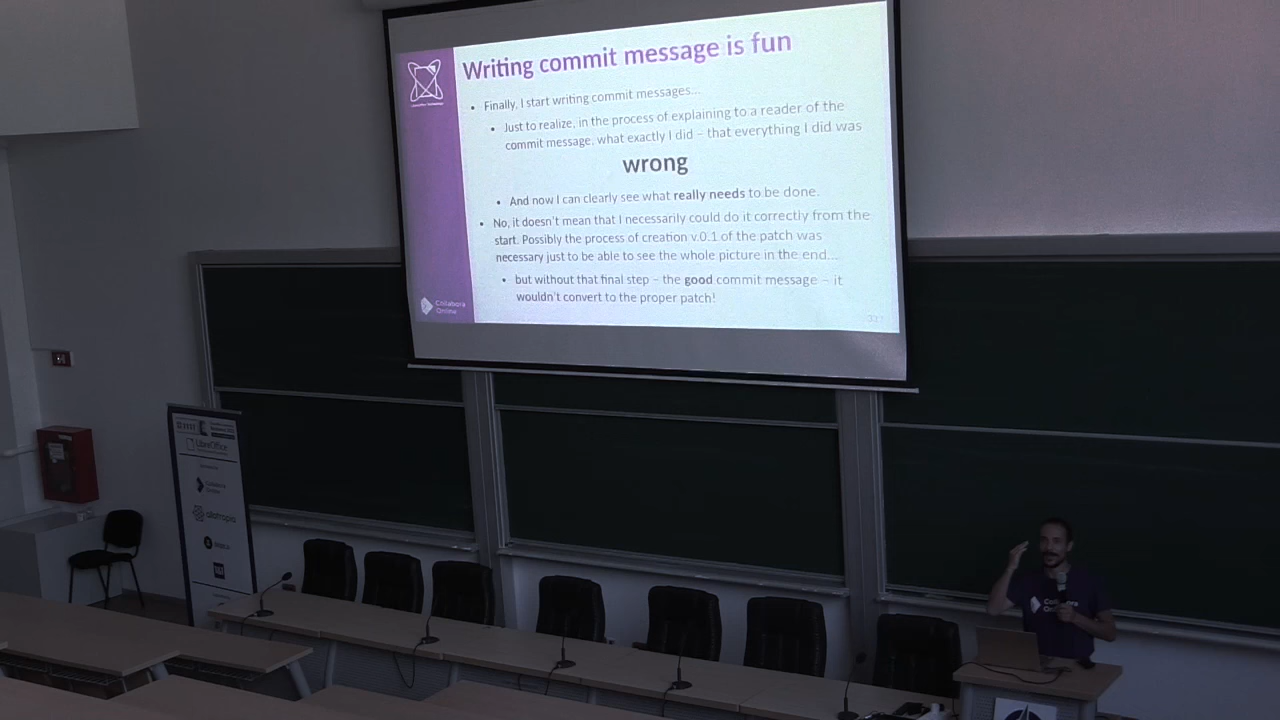 Writing commit message is fun
• Finally, I start writing commit messages...
• Just to realize, in the process of explaining to a reader of the
commit message, what exactly I did – that everything I did was
wrong
• And now I can clearly see what really needs to be done.
• No, it doesn't mean that I necessarily could do it correctly from the
start. Possibly the process of creation v.0.1 of the patch was
necessary just to be able to see the whole picture in the end...
• but without that final step – the good commit message – it
wouldn't convert to the proper patch!
Collabora
Online
LibreOffice
Collabora
Online
allotropia